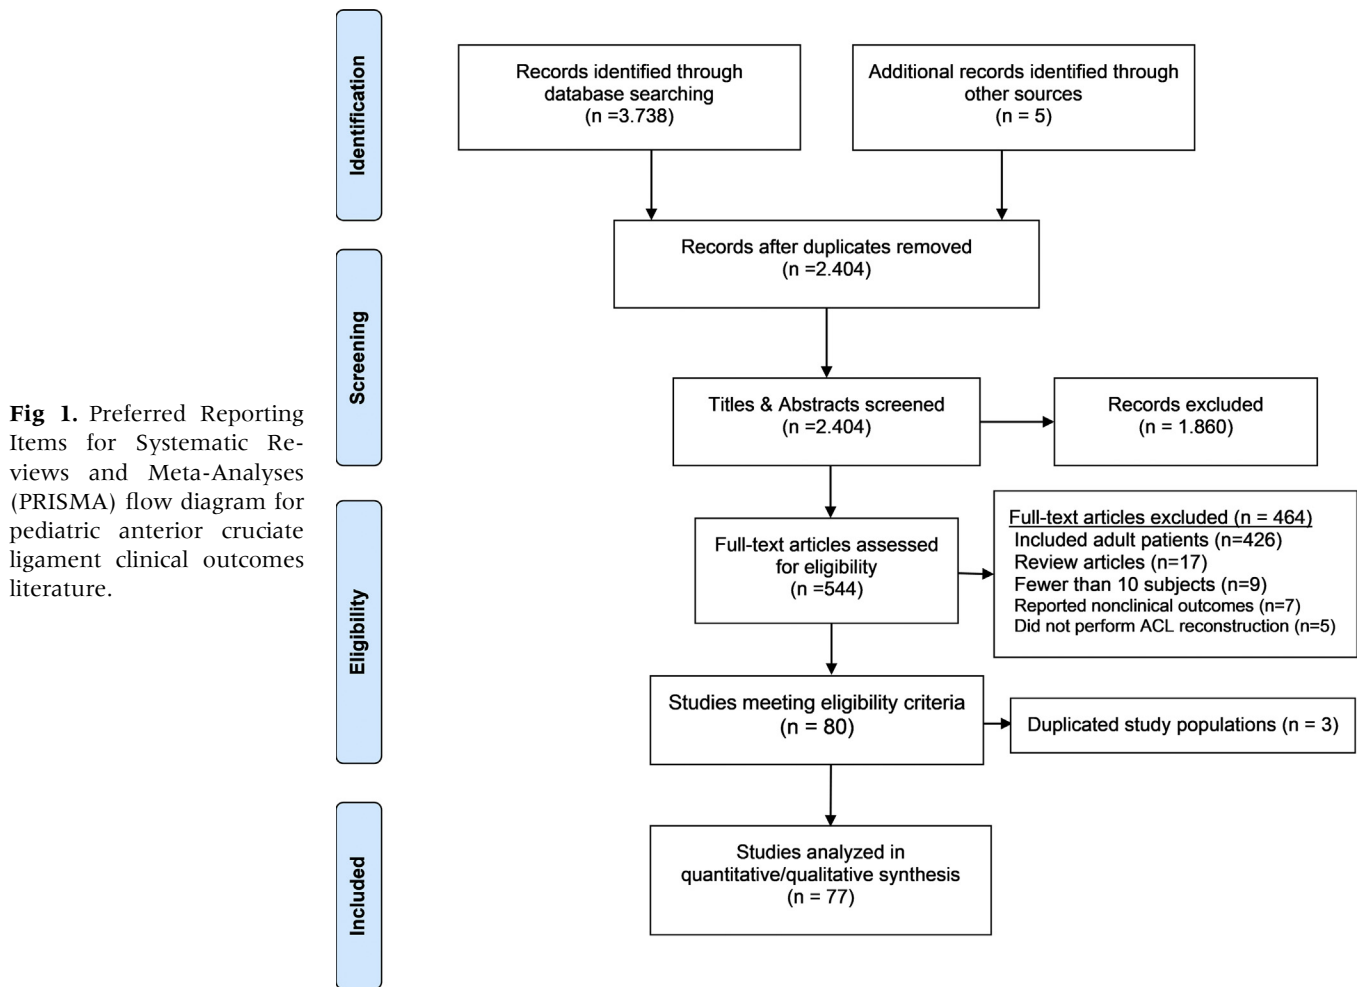 Identification
Records identified through
database searching
(n =3.738)
Additional records identified through
other sources
(n = 5)
Records after duplicates removed
(n =2.404)
Screening
Titles & Abstracts screened
(n =2.404)
Records excluded
(n = 1.860)
Fig 1. Preferred Reporting
Items for Systematic Re-
views and Meta-Analyses
(PRISMA) flow diagram for
pediatric anterior cruciate
ligament clinical outcomes
literature.
Eligibility
Full-text articles assessed
for eligibility
(n =544)
Full-text articles excluded (n = 464)
Included adult patients (n=426)
Review articles (n=17)
Fewer than 10 subjects (n=9)
Reported nonclinical outcomes (n=7)
Did not perform ACL reconstruction (n=5)
Studies meeting eligibility criteria
(n = 80)
Duplicated study populations (n = 3)
Included
Studies analyzed in
quantitative/qualitative synthesis
(n = 77)